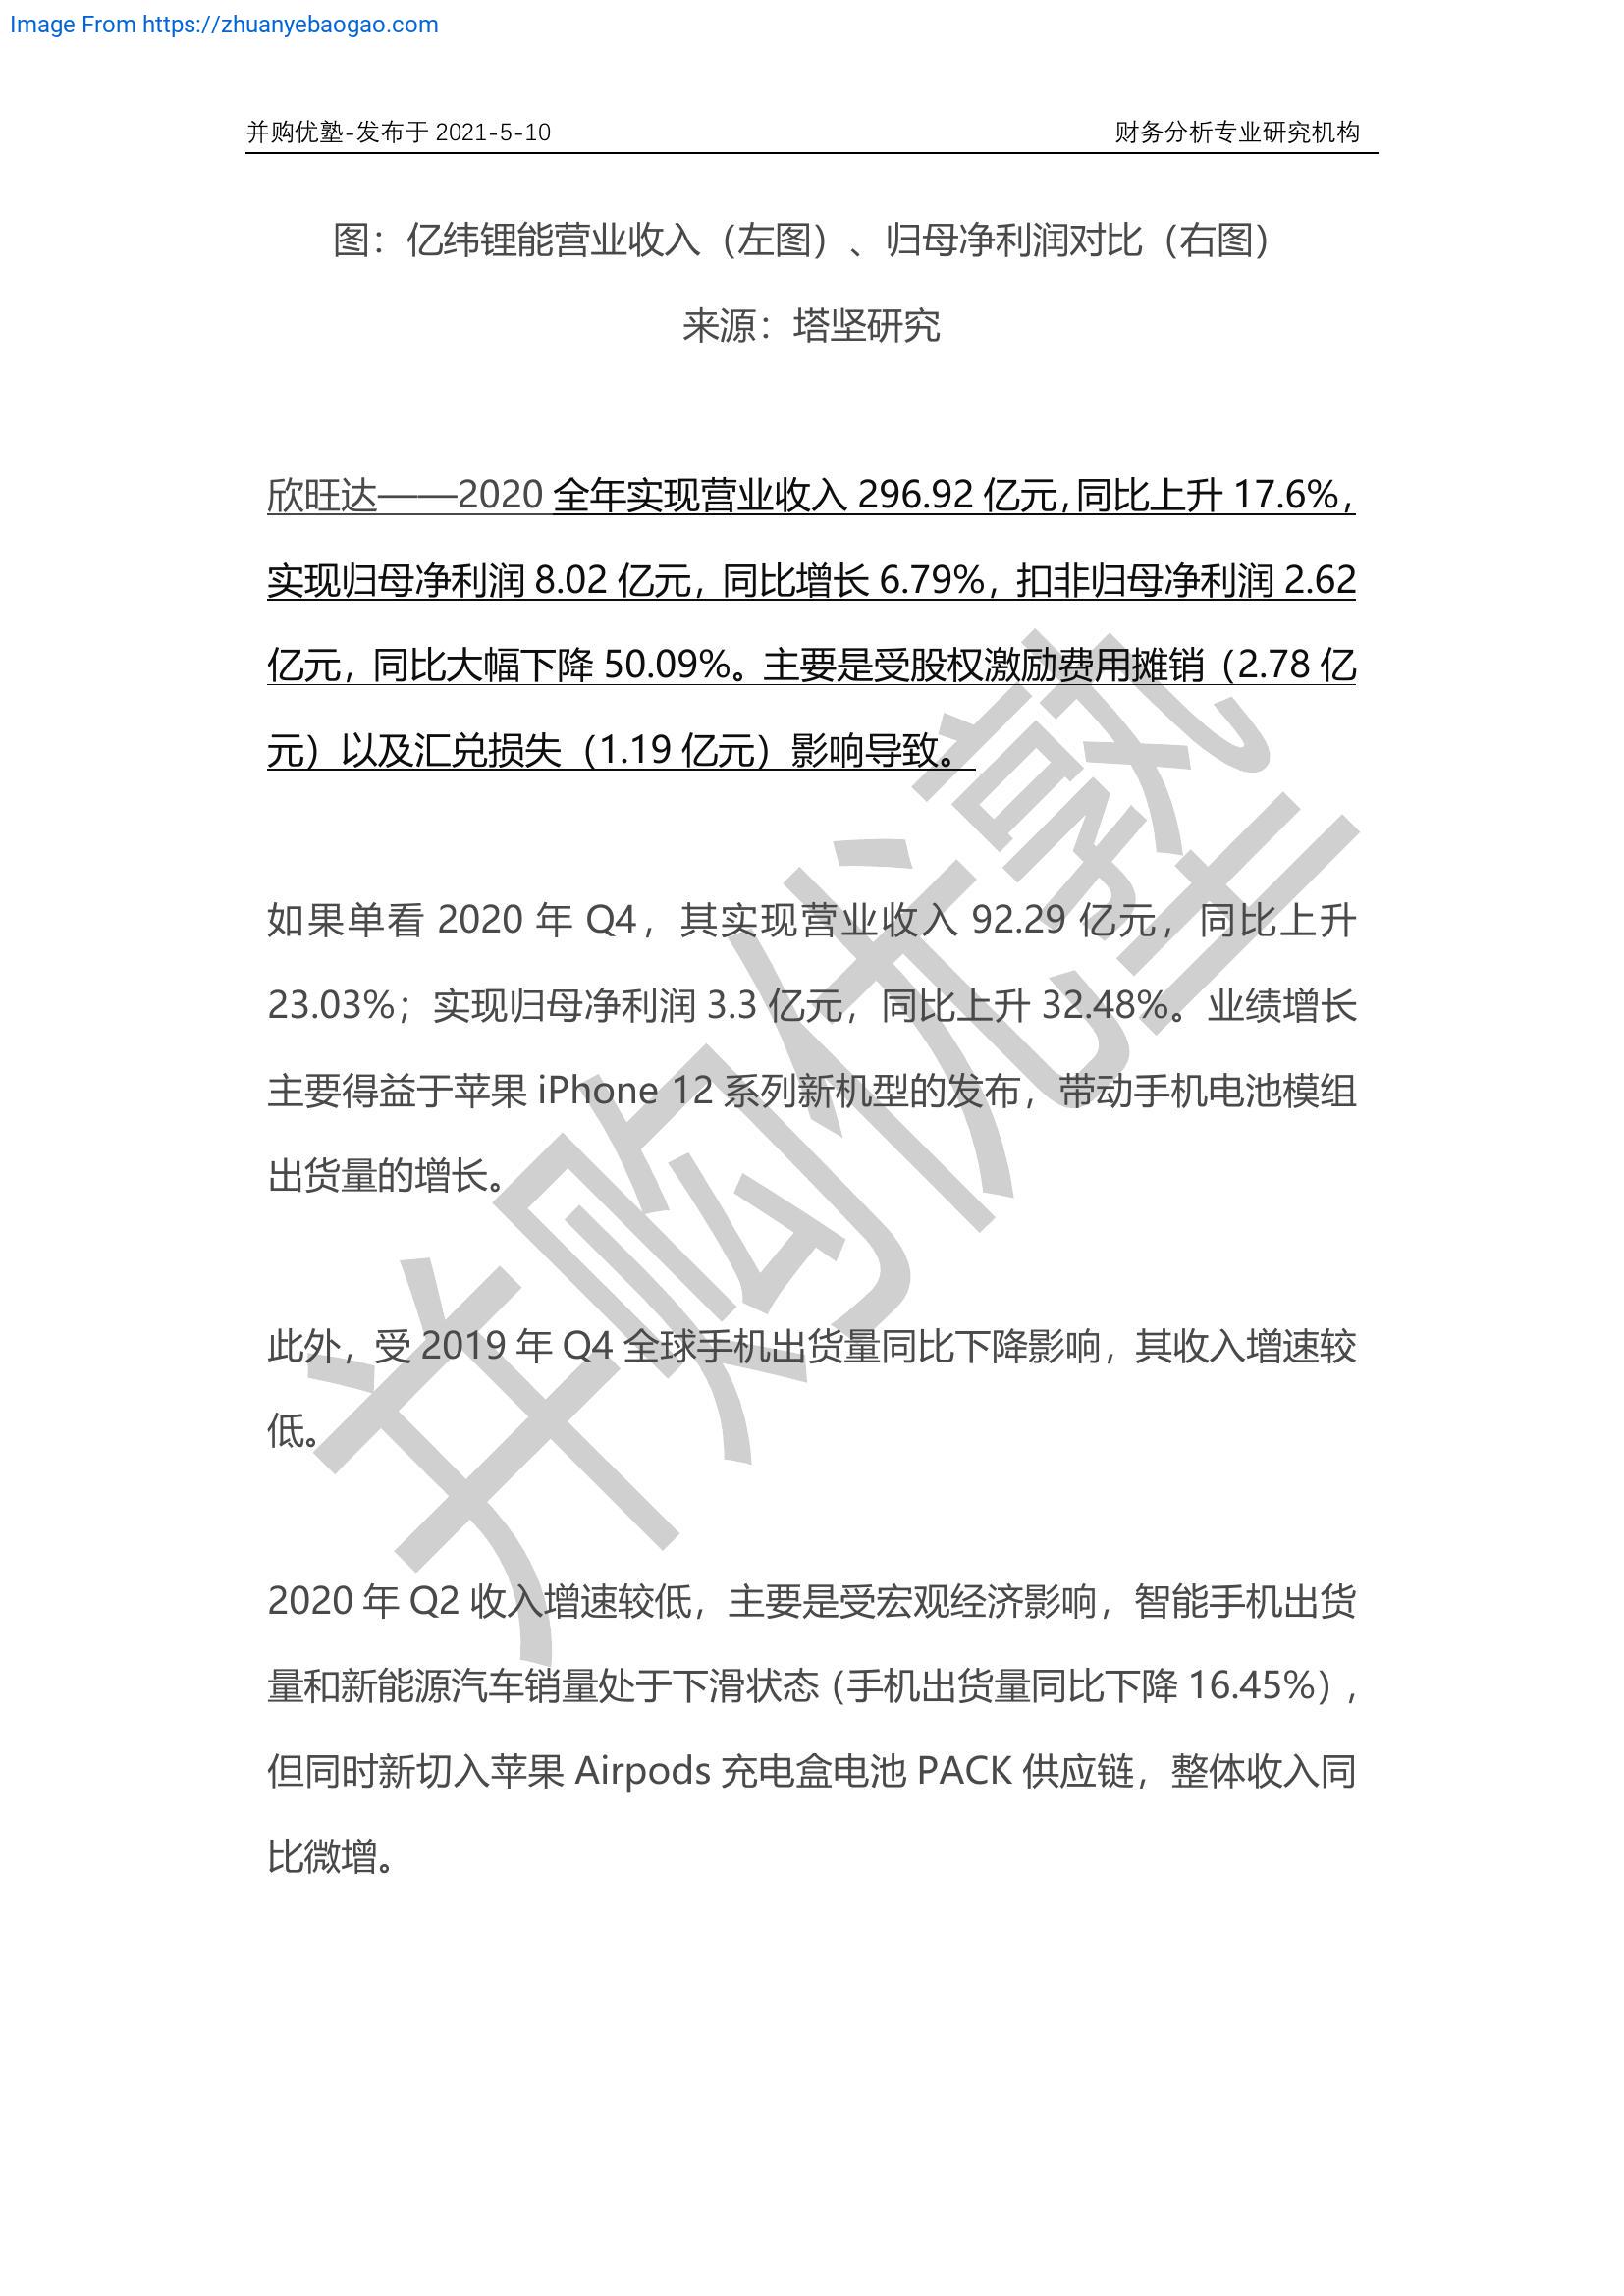 Image From https://zhuanyebaogao.com
并购优塾-发布于 2021-5-10 财务分析专业研究机构
图：亿纬锂能营业收入（左图）、归母净利润对比（右图）
来源：塔坚研究
欣旺达——2020 全年实现营业收入 296.92 亿元，同比上升 17.6%，
实现归母净利润 8.02 亿元，同比增长 6.79%，扣非归母净利润 2.62
亿元，同比大幅下降 50.09%。主要是受股权激励费用摊销（2.78 亿
元）以及汇兑损失（1.19 亿元）影响导致。
如果单看 2020 年 Q4，其实现营业收入 92.29 亿元，同比上升
23.03%；实现归母净利润 3.3 亿元，同比上升 32.48%。业绩增长
主要得益于苹果 iPhone 12 系列新机型的发布，带动手机电池模组
出货量的增长。
此外，受 2019 年 Q4 全球手机出货量同比下降影响，其收入增速较
低。
2020 年 Q2 收入增速较低，主要是受宏观经济影响，智能手机出货
量和新能源汽车销量处于下滑状态（手机出货量同比下降 16.45%），
但同时新切入苹果 Airpods 充电盒电池 PACK 供应链，整体收入同
比微增。
并购优塾